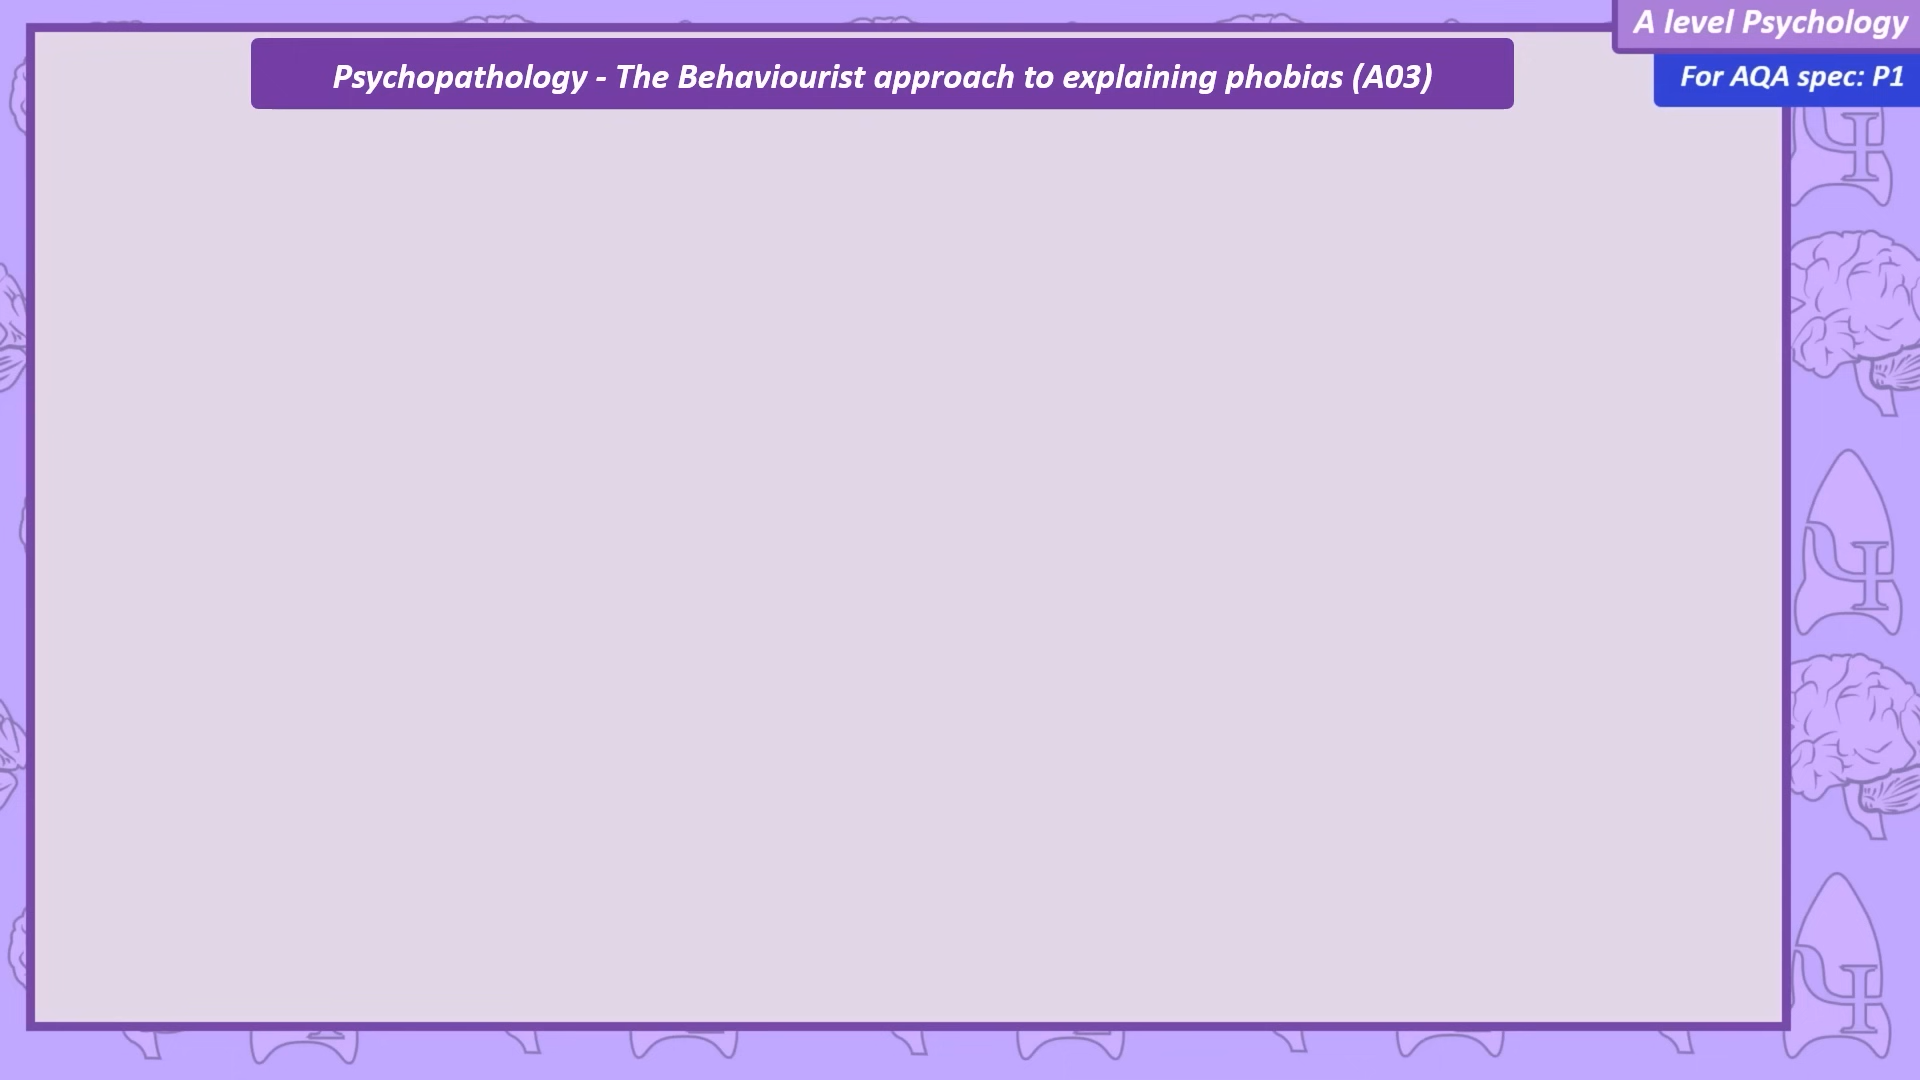 A level Psychology
Psychopathology - The Behaviourist approach to explaining phobias (A03)
For AQA spec: P1